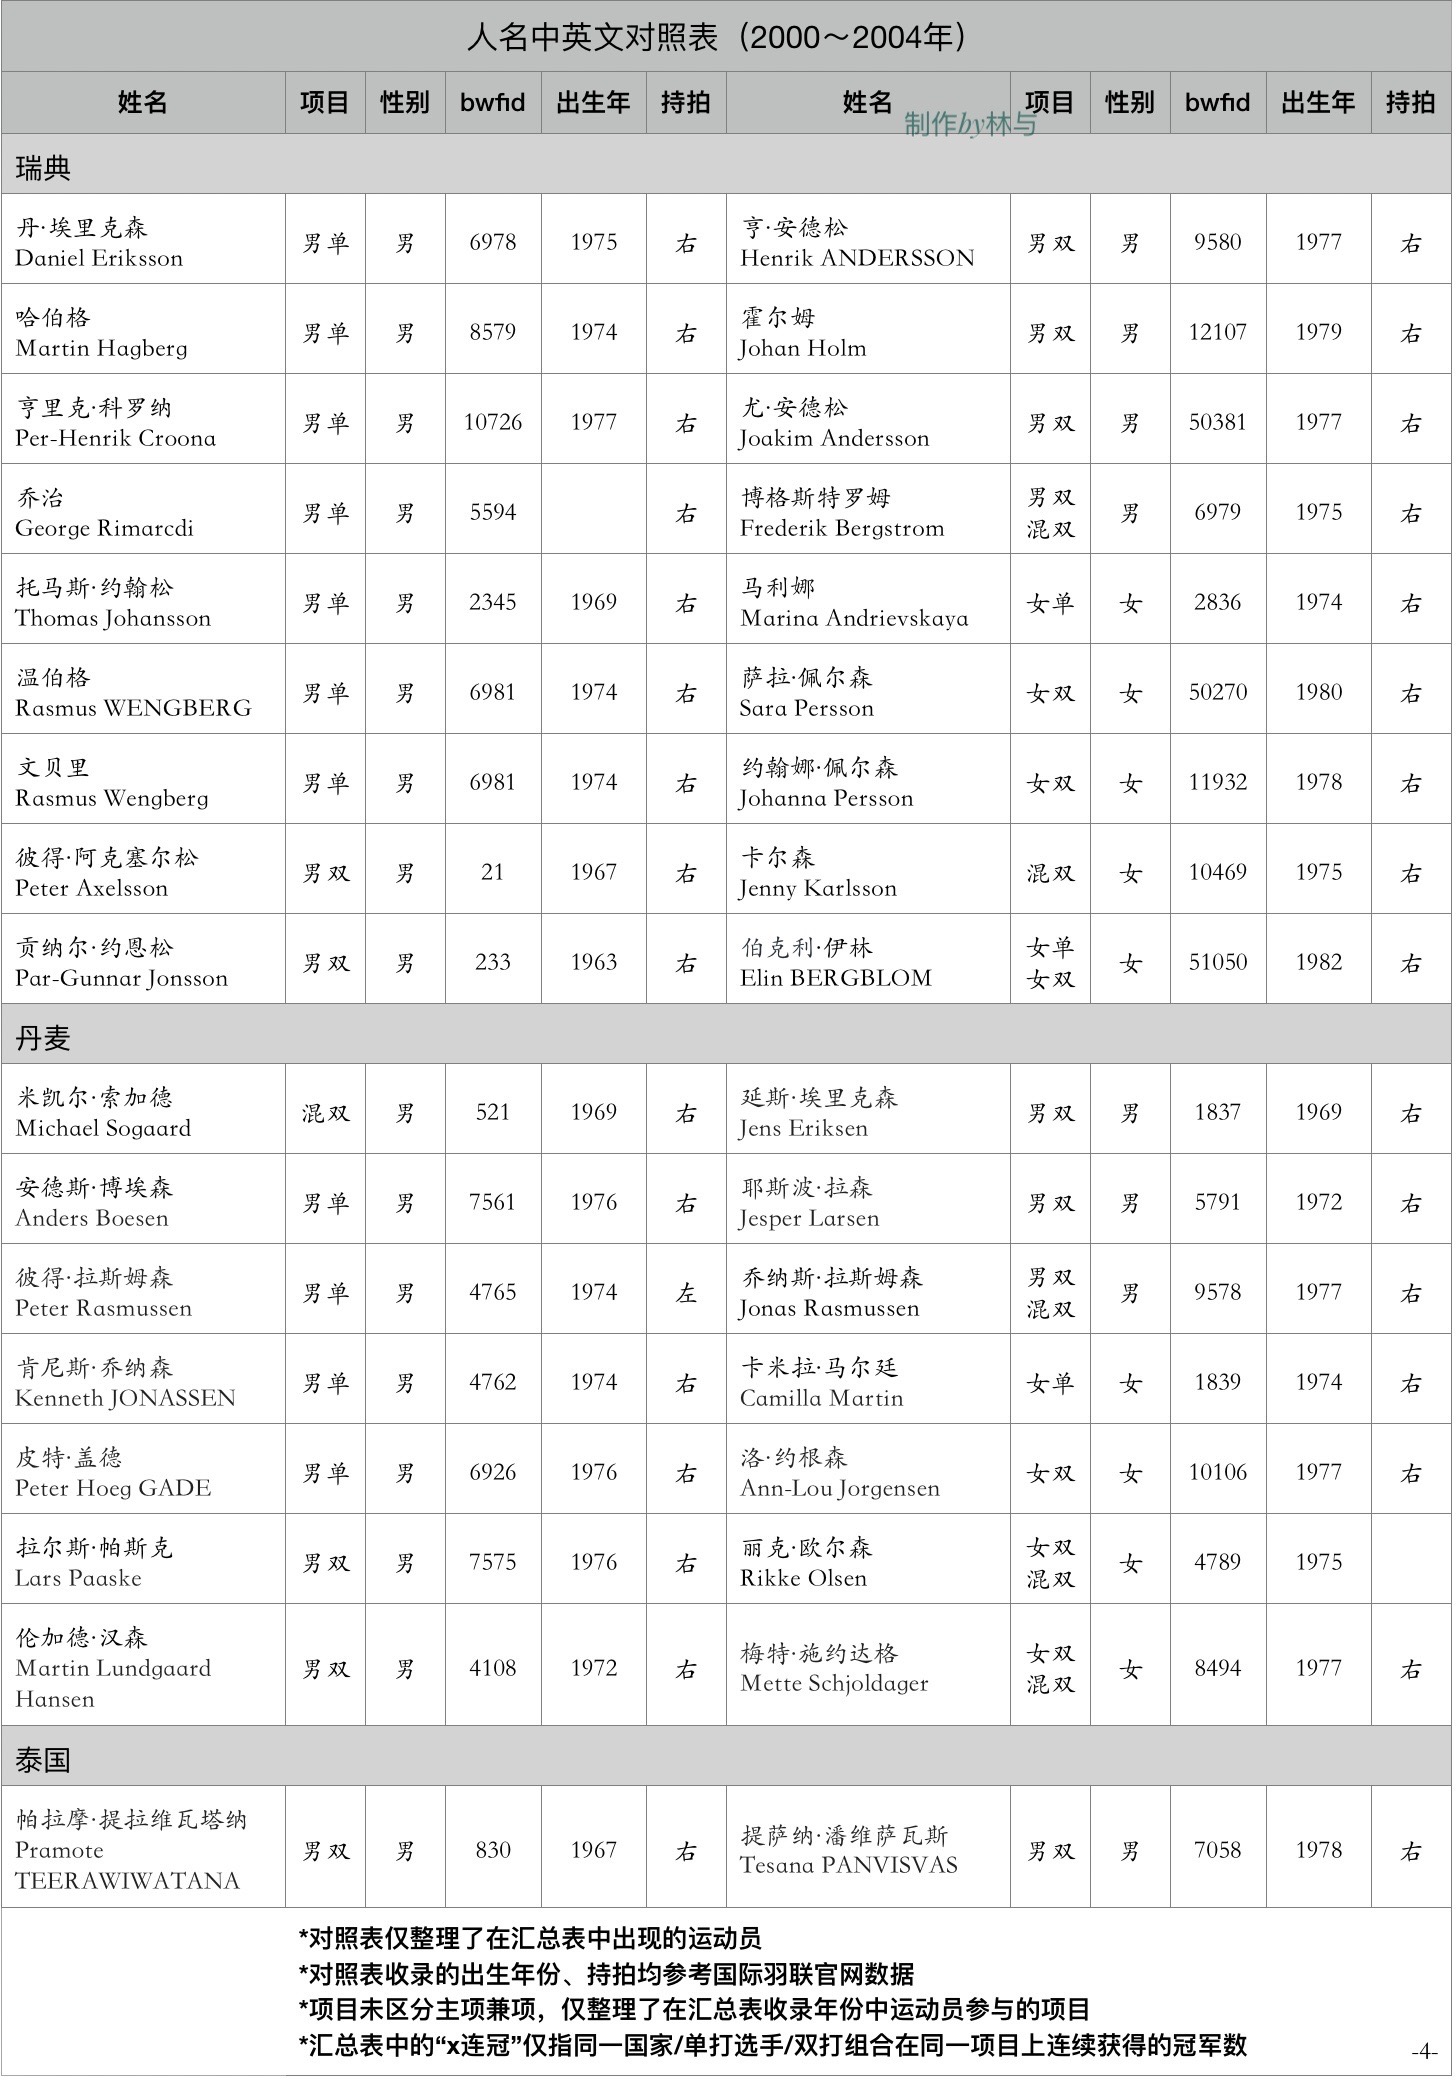 人名中英文对照表（2000～2004年）
姓名 项目 性别 bwfid 出生年 持拍 姓名 项目 性别 bwfid 出生年 持拍
制作by林与
瑞典
丹·埃里克森
Daniel Eriksson
男单 男 6978 1975 右
亨·安德松
Henrik ANDERSSON
男双 男 9580 1977 右
哈伯格
Martin Hagberg
男单 男 8579 1974 右
霍尔姆
Johan Holm
男双 男 12107 1979 右
亨里克·科罗纳
Per-Henrik Croona
男单 男 10726 1977 右
尤·安德松
Joakim Andersson
男双 男 50381 1977 右
乔治
George Rimarcdi
男单 男 5594 右
博格斯特罗姆
Frederik Bergstrom
男双
混双
男 6979 1975 右
托马斯·约翰松
Thomas Johansson
男单 男 2345 1969 右
马利娜
Marina Andrievskaya
女单 女 2836 1974 右
温伯格
Rasmus WENGBERG
男单 男 6981 1974 右
萨拉·佩尔森
Sara Persson
女双 女 50270 1980 右
文贝里
Rasmus Wengberg
男单 男 6981 1974 右
约翰娜·佩尔森
Johanna Persson
女双 女 11932 1978 右
彼得·阿克塞尔松
Peter Axelsson
男双 男 21 1967 右
卡尔森
Jenny Karlsson
混双 女 10469 1975 右
贡纳尔·约恩松
Par-Gunnar Jonsson
男双 男 233 1963 右
伯克利·伊林
Elin BERGBLOM
女单
女双
女 51050 1982 右
丹麦
米凯尔·索加德
Michael Sogaard
混双 男 521 1969 右
延斯·埃里克森
Jens Eriksen
男双 男 1837 1969 右
安德斯·博埃森
Anders Boesen
男单 男 7561 1976 右
耶斯波·拉森
Jesper Larsen
男双 男 5791 1972 右
彼得·拉斯姆森
Peter Rasmussen
男单 男 4765 1974 左
乔纳斯·拉斯姆森
Jonas Rasmussen
男双
混双
男 9578 1977 右
肯尼斯·乔纳森
Kenneth JONASSEN
男单 男 4762 1974 右
卡米拉·马尔廷
Camilla Martin
女单 女 1839 1974 右
皮特·盖德
Peter Hoeg GADE
男单 男 6926 1976 右
洛·约根森
Ann-Lou Jorgensen
女双 女 10106 1977 右
拉尔斯·帕斯克
Lars Paaske
男双 男 7575 1976 右
丽克·欧尔森
Rikke Olsen
女双
混双
女 4789 1975
伦加德·汉森
Martin Lundgaard
Hansen
男双 男 4108 1972 右
梅特·施约达格
Mette Schjoldager
女双
混双
女 8494 1977 右
泰国
帕拉摩·提拉维瓦塔纳
Pramote
TEERAWIWATANA
男双 男 830 1967 右
提萨纳·潘维萨瓦斯
Tesana PANVISVAS
男双 男 7058 1978 右
*对照表仅整理了在汇总表中出现的运动员
*对照表收录的出生年份、持拍均参考国际羽联官网数据
*项目未区分主项兼项，仅整理了在汇总表收录年份中运动员参与的项目
*汇总表中的“x连冠”仅指同一国家/单打选手/双打组合在同一项目上连续获得的冠军数
-4-